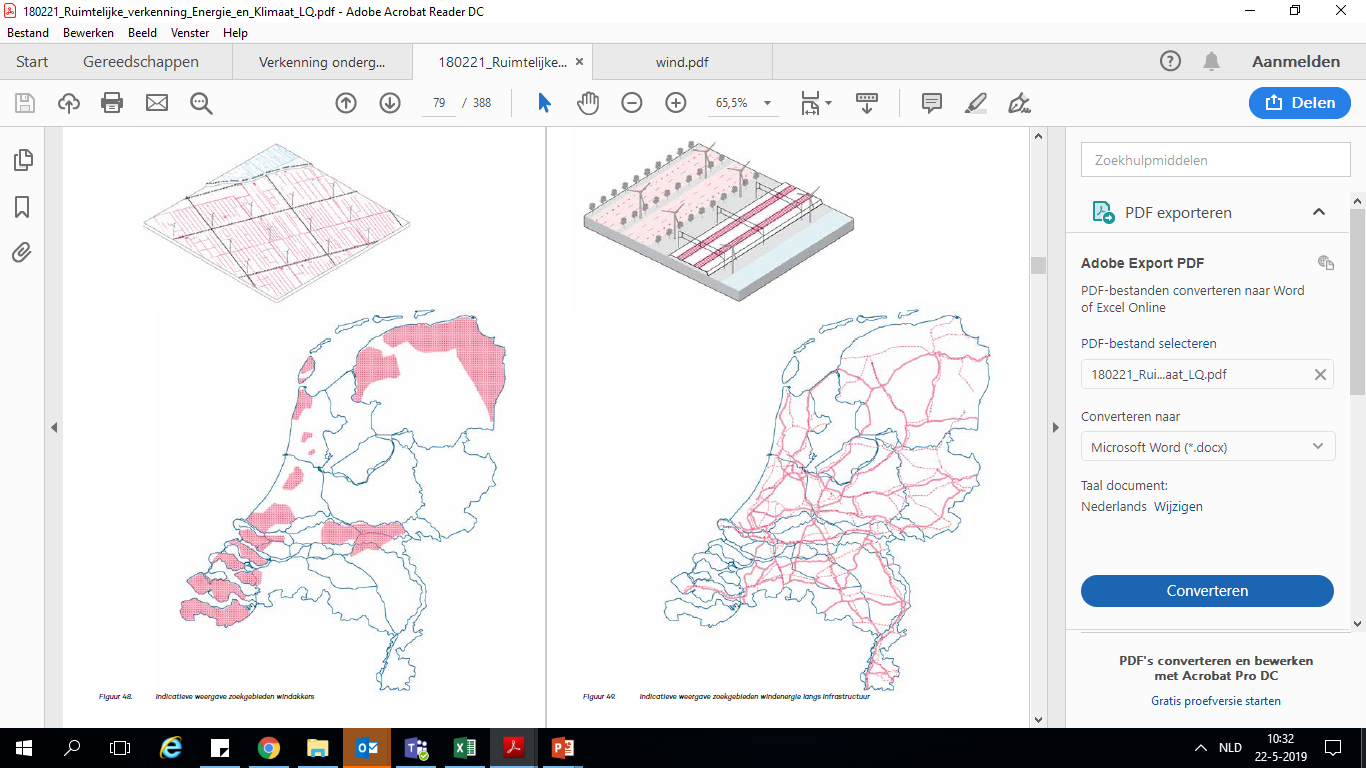 180221_Ruimtelijke_verkenning_Energie_en_Klimaat_LQ.pdf - Adobe Acrobat Reader DC
Bestand Bewerken Beeld Venster Help
Start Gereedschappen Verkenning onderg... 180221_Ruimtelijke... × wind.pdf Aanmelden
79 / 388 65,5% Delen
Zoekhulpmiddelen
PDF exporteren
Adobe Export PDF
PDF-bestanden converteren naar Word
of Excel Online
PDF-bestand selecteren
180221_Rui...aat_LQ.pdf
Converteren naar
Microsoft Word (*.docx)
Taal document:
Nederlands Wijzigen
Converteren
PDF's converteren en bewerken
met Acrobat Pro DC
Gratis proefversie starten
Figuur 48. Indicatieve weergave zoekgebieden windakkers
Figuur 49. Indicatieve weergave zoekgebieden windenergie langs infrastructuur
NLD
10:32
22-5-2019